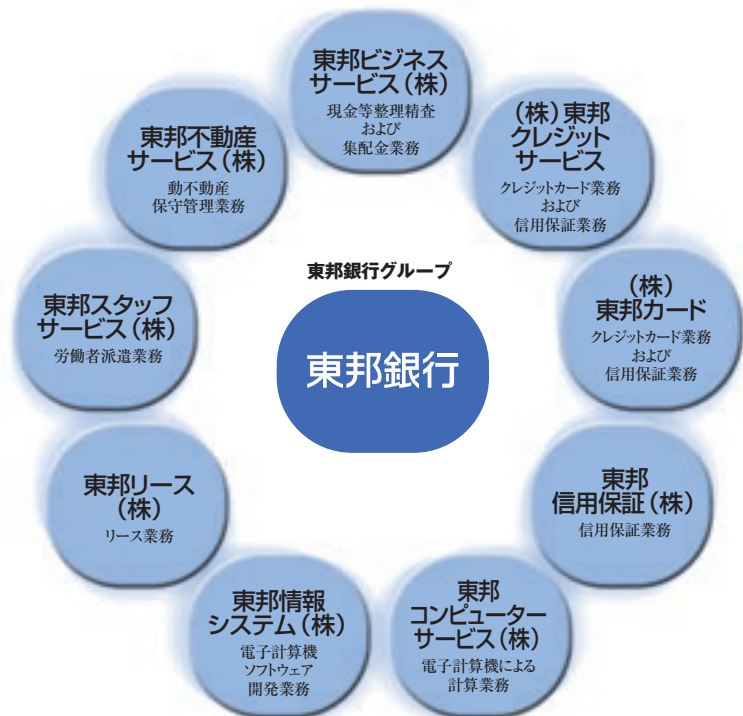 東邦銀行グループ
東邦銀行
東邦ビジネス
サービス（株）
現金等整理精査
および
集配金業務
（株）東邦
クレジット
サービス
クレジットカード業務
および
信用保証業務
（株）
東邦カード
クレジットカード業務
および
信用保証業務
東邦
信用保証（株）
信用保証業務
東邦
コンピューター
サービス（株）
電子計算機による
計算業務
東邦情報
システム（株）
電子計算機
ソフトウェア
開発業務
東邦リース
（株）
リース業務
東邦スタッフ
サービス（株）
労働者派遣業務
東邦不動産
サービス（株）
動不動産
保守管理業務